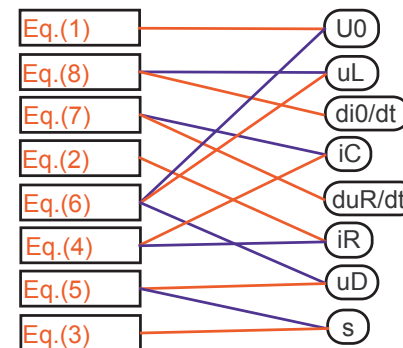 Eq.(1) U0
Eq.(8) uL
Eq.(7) di0/dt
Eq.(2) iC
Eq.(6) duR/dt
Eq.(4) iR
Eq.(5) uD
Eq.(3) s